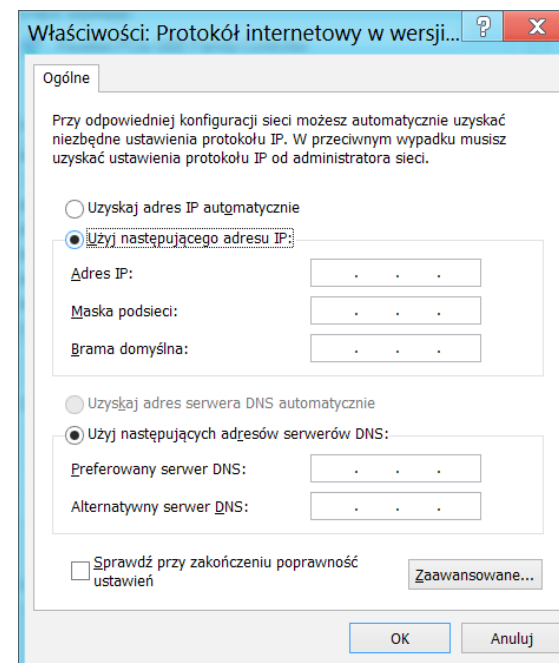 Właściwości: Protokół internetowy w wersji...
Ogólne
Przy odpowiedniej konfiguracji sieci możesz automatycznie uzyskać
niezbędne ustawienia protokołu IP. W przeciwnym wypadku musisz
uzyskać ustawienia protokołu IP od administratora sieci.
Uzyskaj adres IP automatycznie
Użyj następującego adresu IP:
Adres IP:
Maska podsieci:
Brama domyślna:
Uzyskaj adres serwera DNS automatycznie
Użyj następujących adresów serwerów DNS:
Preferowany serwer DNS:
Alternatywny serwer DNS:
Sprawdź przy zakończeniu poprawność
ustawień
Zaawansowane...
OK Anuluj